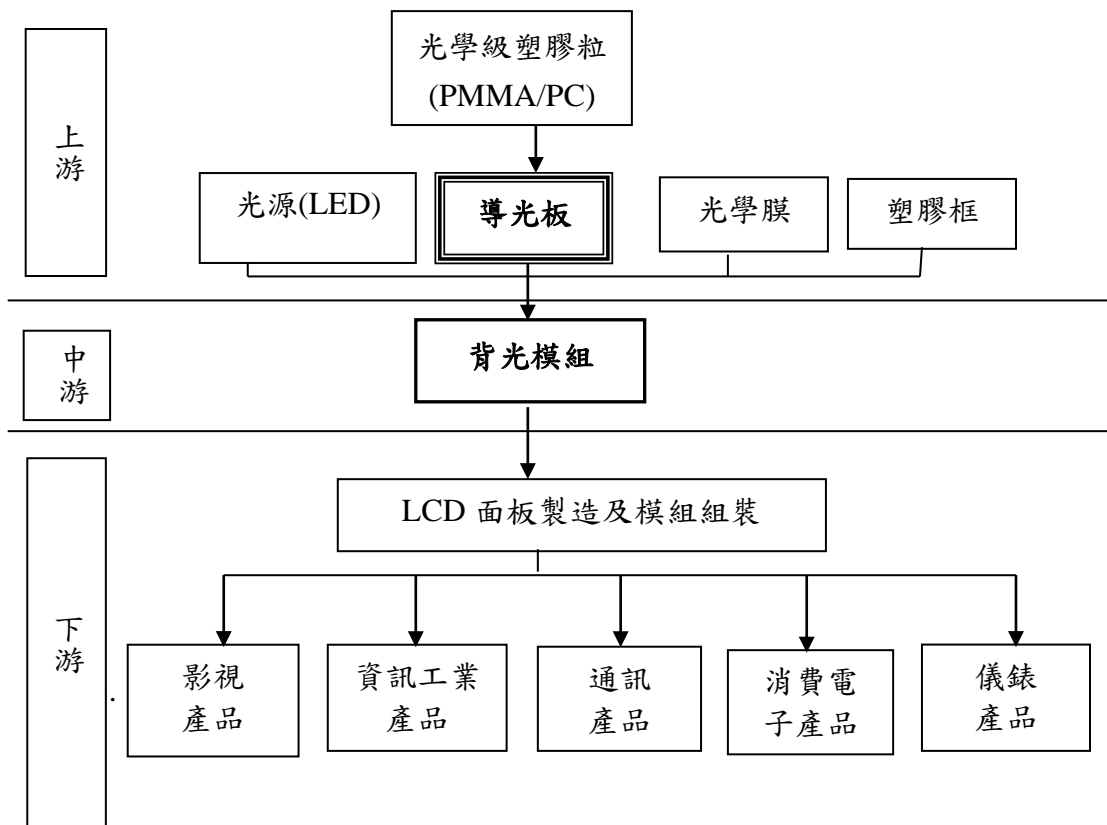 光學級塑膠粒
(PMMA/PC)
上
游
光源(LED)
導光板
光學膜
塑膠框
中
游
背光模組
下
游
LCD 面板製造及模組組裝
影視
產品
資訊工業
產品
通訊
產品
消費電
子產品
儀錶
產品
.